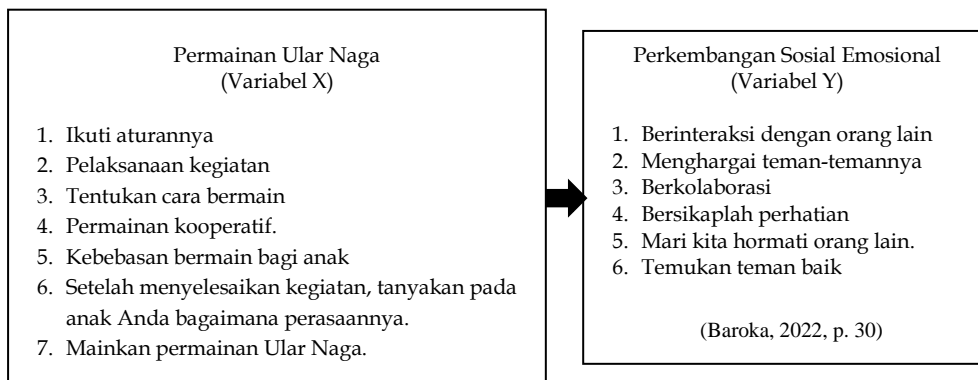 Permainan Ular Naga
(Variabel X)
1. Ikuti aturannya
2. Pelaksanaan kegiatan
3. Tentukan cara bermain
4. Permainan kooperatif.
5. Kebebasan bermain bagi anak
6. Setelah menyelesaikan kegiatan, tanyakan pada
anak Anda bagaimana perasaannya.
7. Mainkan permainan Ular Naga.
Perkembangan Sosial Emosional
(Variabel Y)
1. Berinteraksi dengan orang lain
2. Menghargai teman-temannya
3. Berkolaborasi
4. Bersikaplah perhatian
5. Mari kita hormati orang lain.
6. Temukan teman baik
(Baroka, 2022, p. 30)